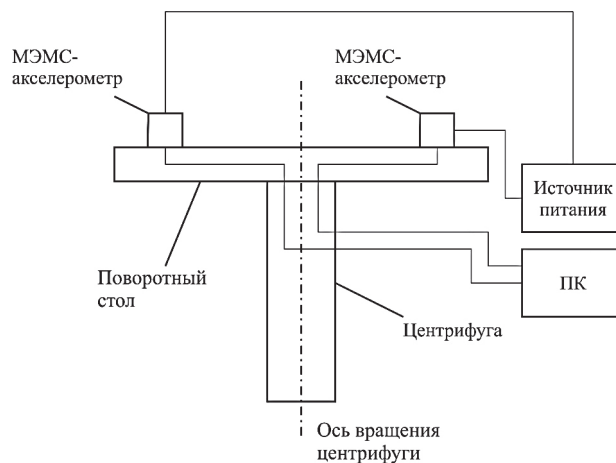 МЭМС-
акселерометр
МЭМС-
акселерометр
Источник
питания
ПК
Поворотный
стол
Центрифуга
Ось вращения
центрифуги